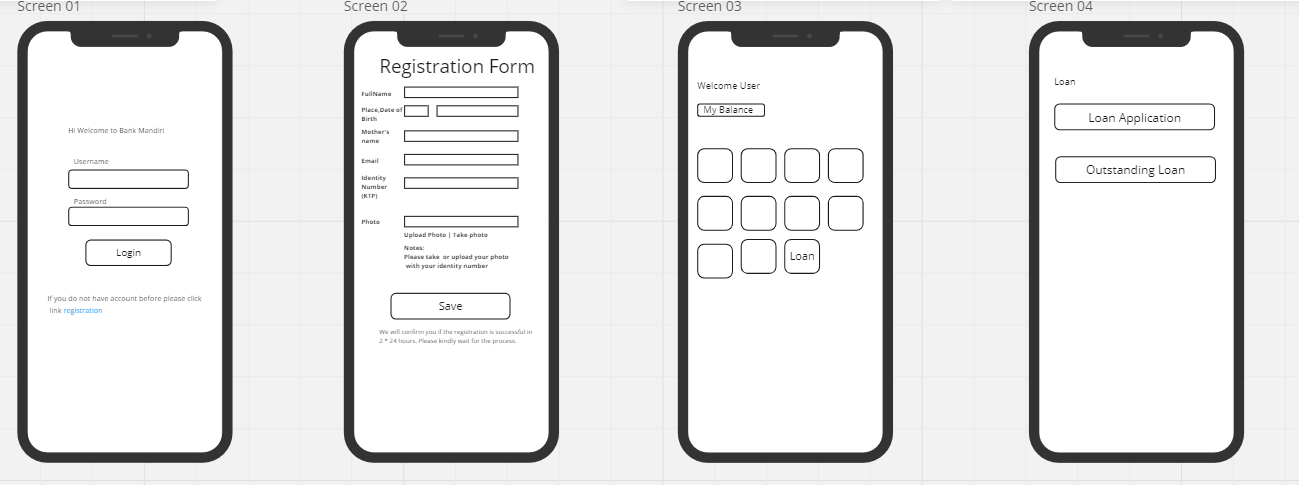 Screen 01
Hi Welcome to Bank Mandiri
Username
Password
Login
If you do not have account before please click
link registration
Screen 02
Registration Form
FullName
Place,Date of
Birth
Mother's
name
Email
Identity
Number
(KTP)
Photo
Upload Photo | Take photo
Notes:
Please take or upload your photo
with your identity number
Save
We will confirm you if the registration is successful in
2 * 24 hours. Please kindly wait for the process.
Screen 03
Welcome User
My Balance
Loan
Screen 04
Loan
Loan Application
Outstanding Loan